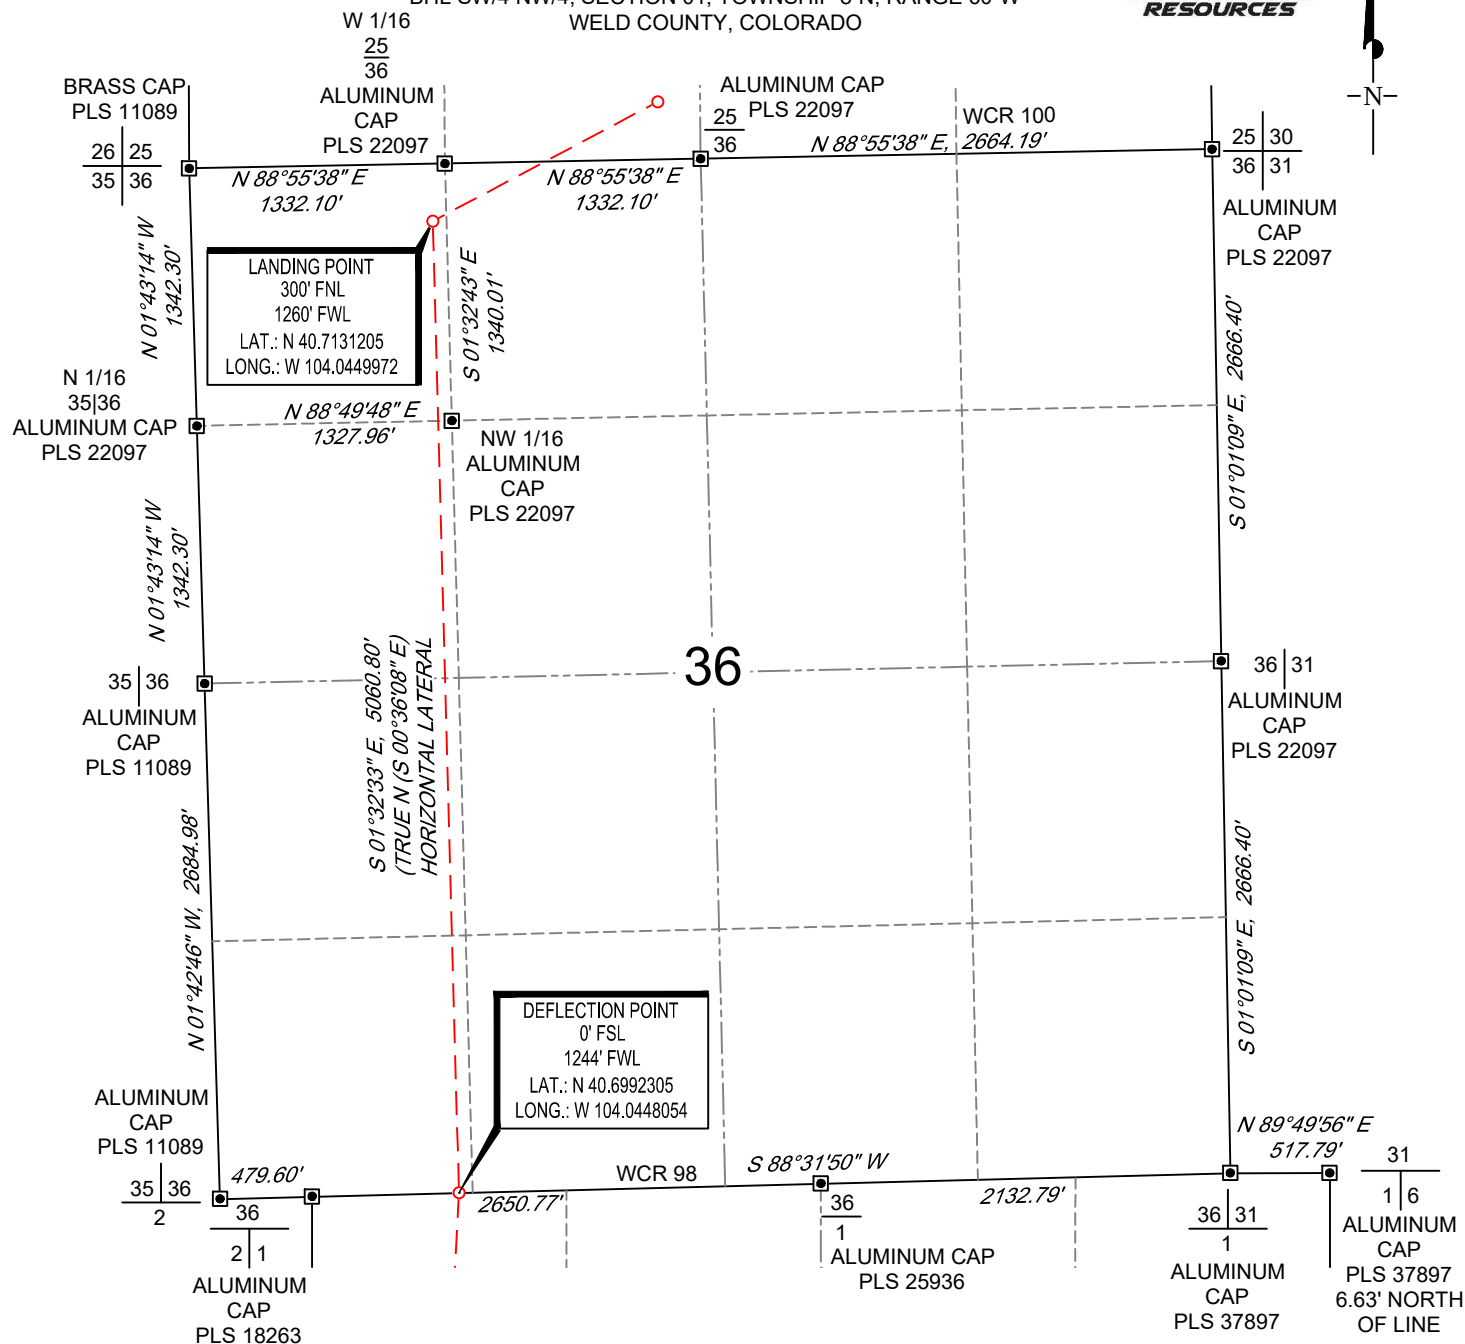 WELD COUNTY, COLORADO
RESOURCES
-N-
W 1/16
25
36
ALUMINUM
CAP
PLS 22097
BRASS CAP
PLS 11089
26 | 25
35 | 36
ALUMINUM CAP
PLS 22097
25
36
WCR 100
N 88°55'38" E, 2664.19'
25 | 30
36 | 31
ALUMINUM
CAP
PLS 22097
N 88°55'38" E
1332.10'
N 88°55'38" E
1332.10'
N 01°43'14" W
1342.30'
LANDING POINT
300' FNL
1260' FWL
LAT.: N 40.7131205
LONG.: W 104.0449972
S 01°32'43" E
1340.01'
S 01°01'09" E, 2666.40'
N 1/16
35|36
ALUMINUM CAP
PLS 22097
N 88°49'48" E
1327.96'
NW 1/16
ALUMINUM
CAP
PLS 22097
N 01°43'14" W
1342.30'
S 01°32'33" E, 5060.80'
(TRUE N (S 00°36'08" E)
HORIZONTAL LATERAL
36
35 | 36
ALUMINUM
CAP
PLS 11089
36 | 31
ALUMINUM
CAP
PLS 22097
N 01°42'46" W, 2684.98'
S 01°01'09" E, 2666.40'
DEFLECTION POINT
0' FSL
1244' FWL
LAT.: N 40.6992305
LONG.: W 104.0448054
ALUMINUM
CAP
PLS 11089
35 | 36
2
479.60'
36
2 | 1
ALUMINUM
CAP
PLS 18263
2650.77'
WCR 98
S 88°31'50" W
36
1
ALUMINUM CAP
PLS 25936
2132.79'
N 89°49'56" E
517.79'
36 | 31
1
ALUMINUM
CAP
PLS 37897
31
1 | 6
ALUMINUM
CAP
PLS 37897
6.63' NORTH
OF LINE